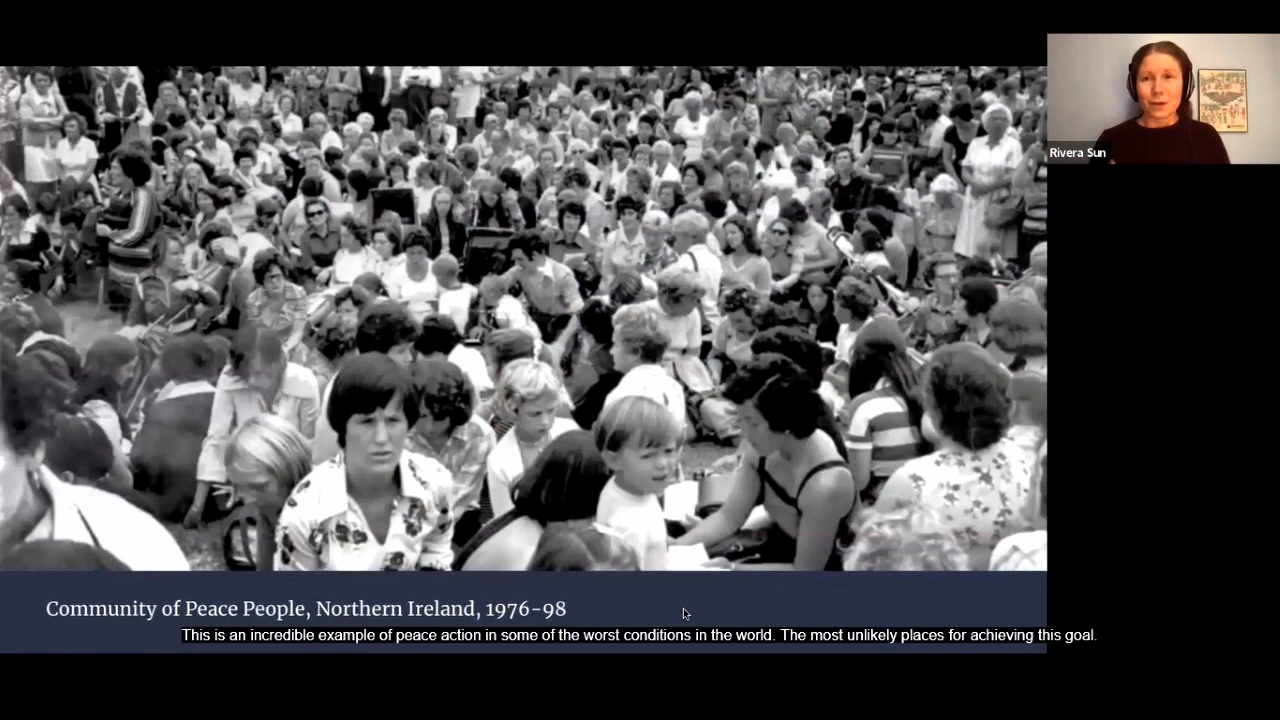 Rivera Sun
Community of Peace People, Northern Ireland, 1976-98
This is an incredible example of peace action in some of the worst conditions in the world. The most unlikely places for achieving this goal.